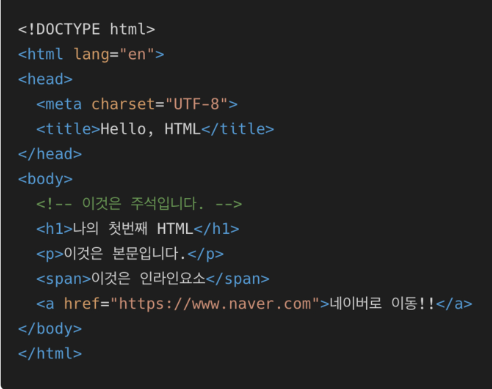 <!DOCTYPE html>
<html lang="en">
<head>
  <meta charset="UTF-8">
  <title>Hello, HTML</title>
</head>
<body>
  <!-- 이것은 주석입니다. -->
  <h1>나의 첫번째 HTML</h1>
  <p>이것은 본문입니다.</p>
  <span>이것은 인라인요소</span>
  <a href="https://www.naver.com">네이버로 이동!!</a>
</body>
</html>